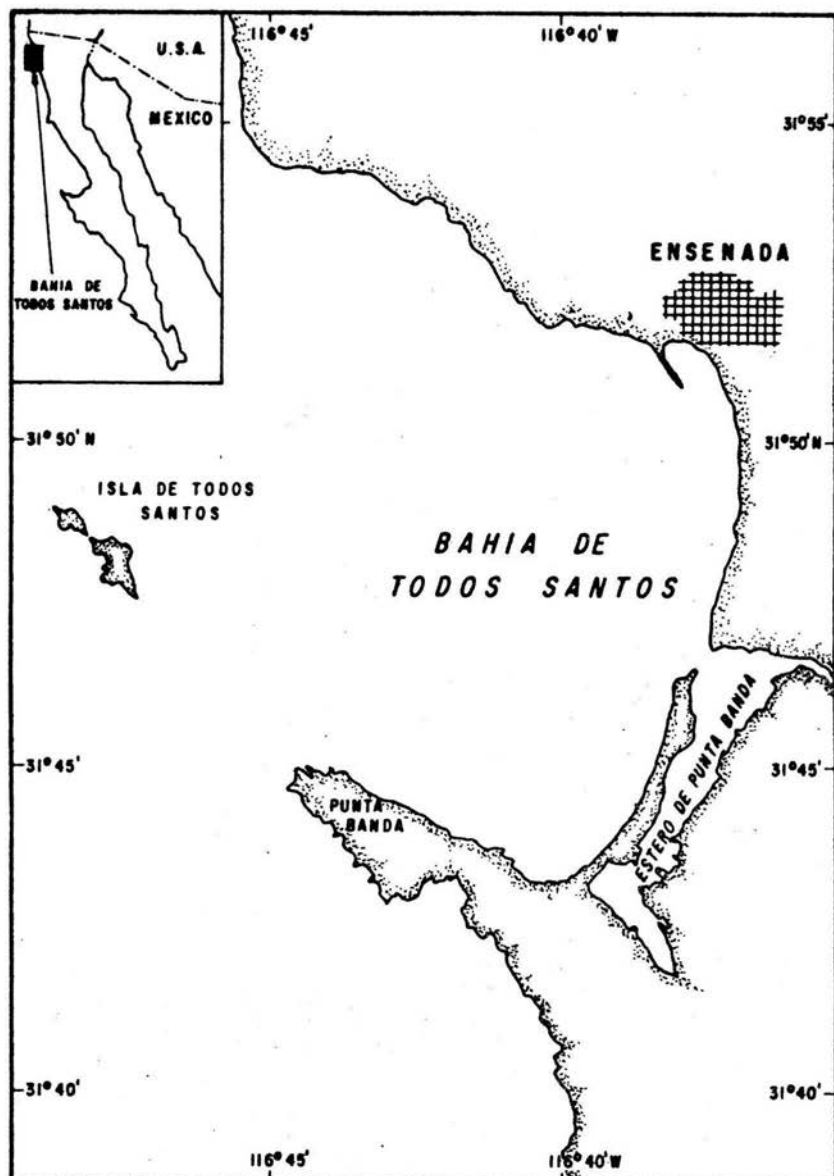 116°45'
116°40' W
U.S.A.
MEXICO
31°55'
ENSENADA
BAHIA DE
TODOS SANTOS
31°50' N
31°50' N
ISLA DE TODOS
SANTOS
BAHIA DE
TODOS SANTOS
ESTERO DE PUNTA BANDA
31°45'
31°45'
PUNTA
BANDA
31°40'
31°40'
116°45'
116°40' W